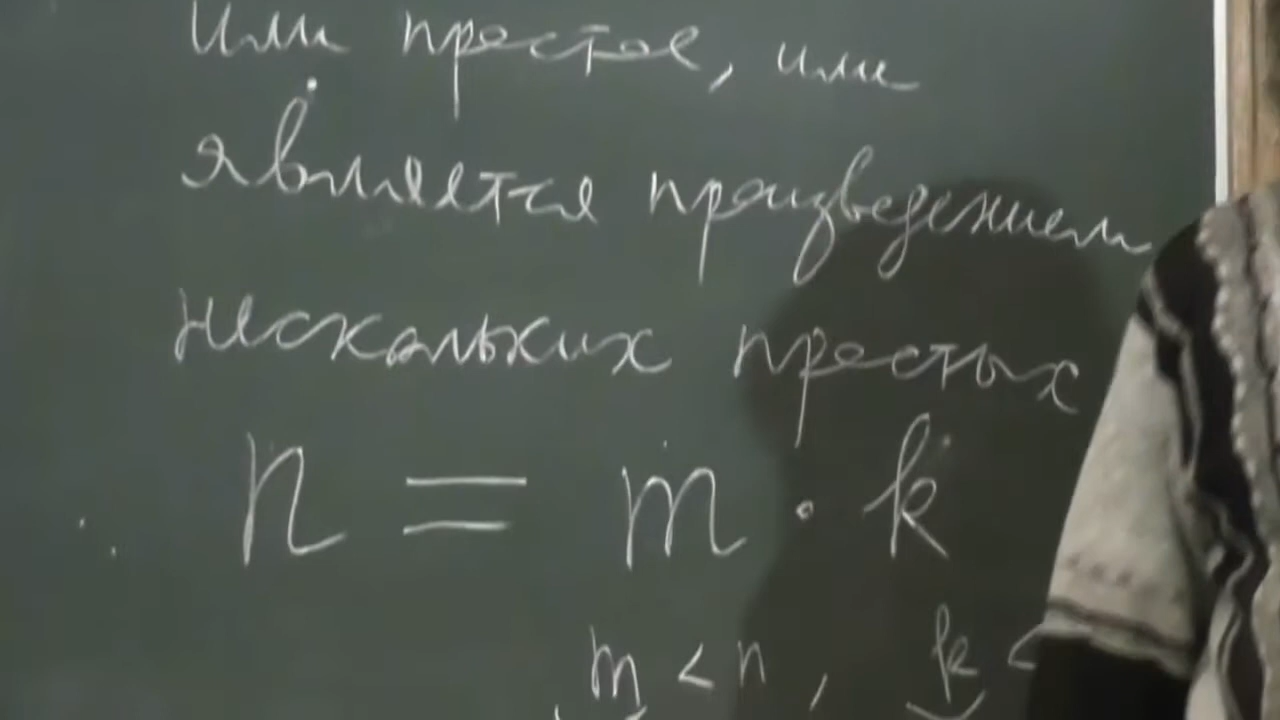 или простое, или
является произведением
нескольких простых
n = m · k
m < n, k <